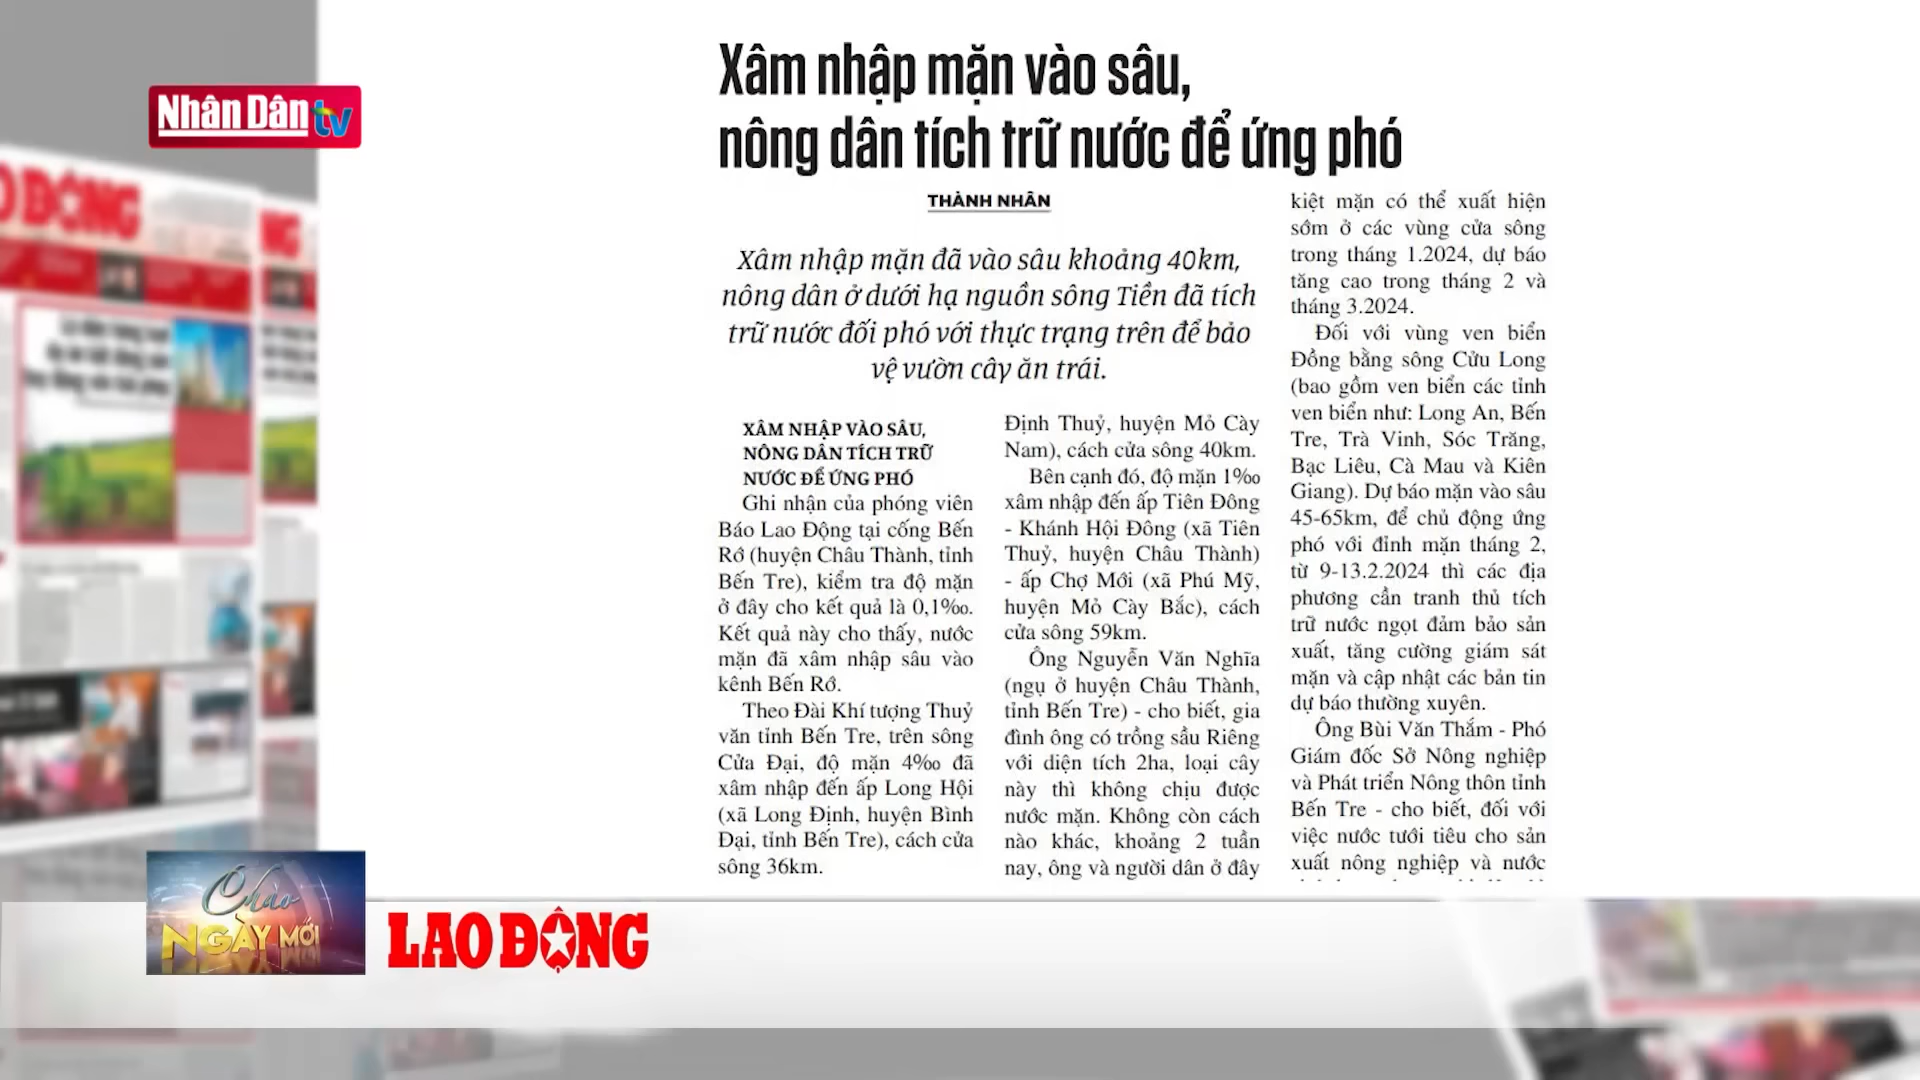 Nhân Dân tv
Xâm nhập mặn vào sâu,
nông dân tích trữ nước để ứng phó
THÀNH NHÂN
Xâm nhập mặn đã vào sâu khoảng 40km,
nông dân ở dưới hạ nguồn sông Tiền đã tích
trữ nước đối phó với thực trạng trên để bảo
vệ vườn cây ăn trái.
XÂM NHẬP VÀO SÂU,
NÔNG DÂN TÍCH TRỮ
NƯỚC ĐỂ ỨNG PHÓ
Ghi nhận của phóng viên
Báo Lao Động tại cống Bến
Rớ (huyện Châu Thành, tỉnh
Bến Tre), kiểm tra độ mặn
ở đây cho kết quả là 0,1‰.
Kết quả này cho thấy, nước
mặn đã xâm nhập sâu vào
kênh Bến Rớ.
Theo Đài Khí tượng Thuỷ
văn tỉnh Bến Tre, trên sông
Cửa Đại, độ mặn 4‰ đã
xâm nhập đến ấp Long Hội
(xã Long Định, huyện Bình
Đại, tỉnh Bến Tre), cách cửa
sông 36km.
Định Thuỷ, huyện Mỏ Cày
Nam), cách cửa sông 40km.
Bên cạnh đó, độ mặn 1‰
xâm nhập đến ấp Tiên Đông
- Khánh Hội Đông (xã Tiên
Thuỷ, huyện Châu Thành)
- ấp Chợ Mới (xã Phú Mỹ,
huyện Mỏ Cày Bắc), cách
cửa sông 59km.
Ông Nguyễn Văn Nghĩa
(ngụ ở huyện Châu Thành,
tỉnh Bến Tre) - cho biết, gia
đình ông có trồng sầu Riêng
với diện tích 2ha, loại cây
này thì không chịu được
nước mặn. Không còn cách
nào khác, khoảng 2 tuần
nay, ông và người dân ở đây
kiệt mặn có thể xuất hiện
sớm ở các vùng cửa sông
trong tháng 1.2024, dự báo
tăng cao trong tháng 2 và
tháng 3.2024.
Đối với vùng ven biển
Đồng bằng sông Cửu Long
(bao gồm ven biển các tỉnh
ven biển như: Long An, Bến
Tre, Trà Vinh, Sóc Trăng,
Bạc Liêu, Cà Mau và Kiên
Giang). Dự báo mặn vào sâu
45-65km, để chủ động ứng
phó với đỉnh mặn tháng 2,
từ 9-13.2.2024 thì các địa
phương cần tranh thủ tích
trữ nước ngọt đảm bảo sản
xuất, tăng cường giám sát
mặn và cập nhật các bản tin
dự báo thường xuyên.
Ông Bùi Văn Thắm - Phó
Giám đốc Sở Nông nghiệp
và Phát triển Nông thôn tỉnh
Bến Tre - cho biết, đối với
việc nước tưới tiêu cho sản
xuất nông nghiệp và nước
Chào
NGÀY MỚI
LAO ĐỘNG